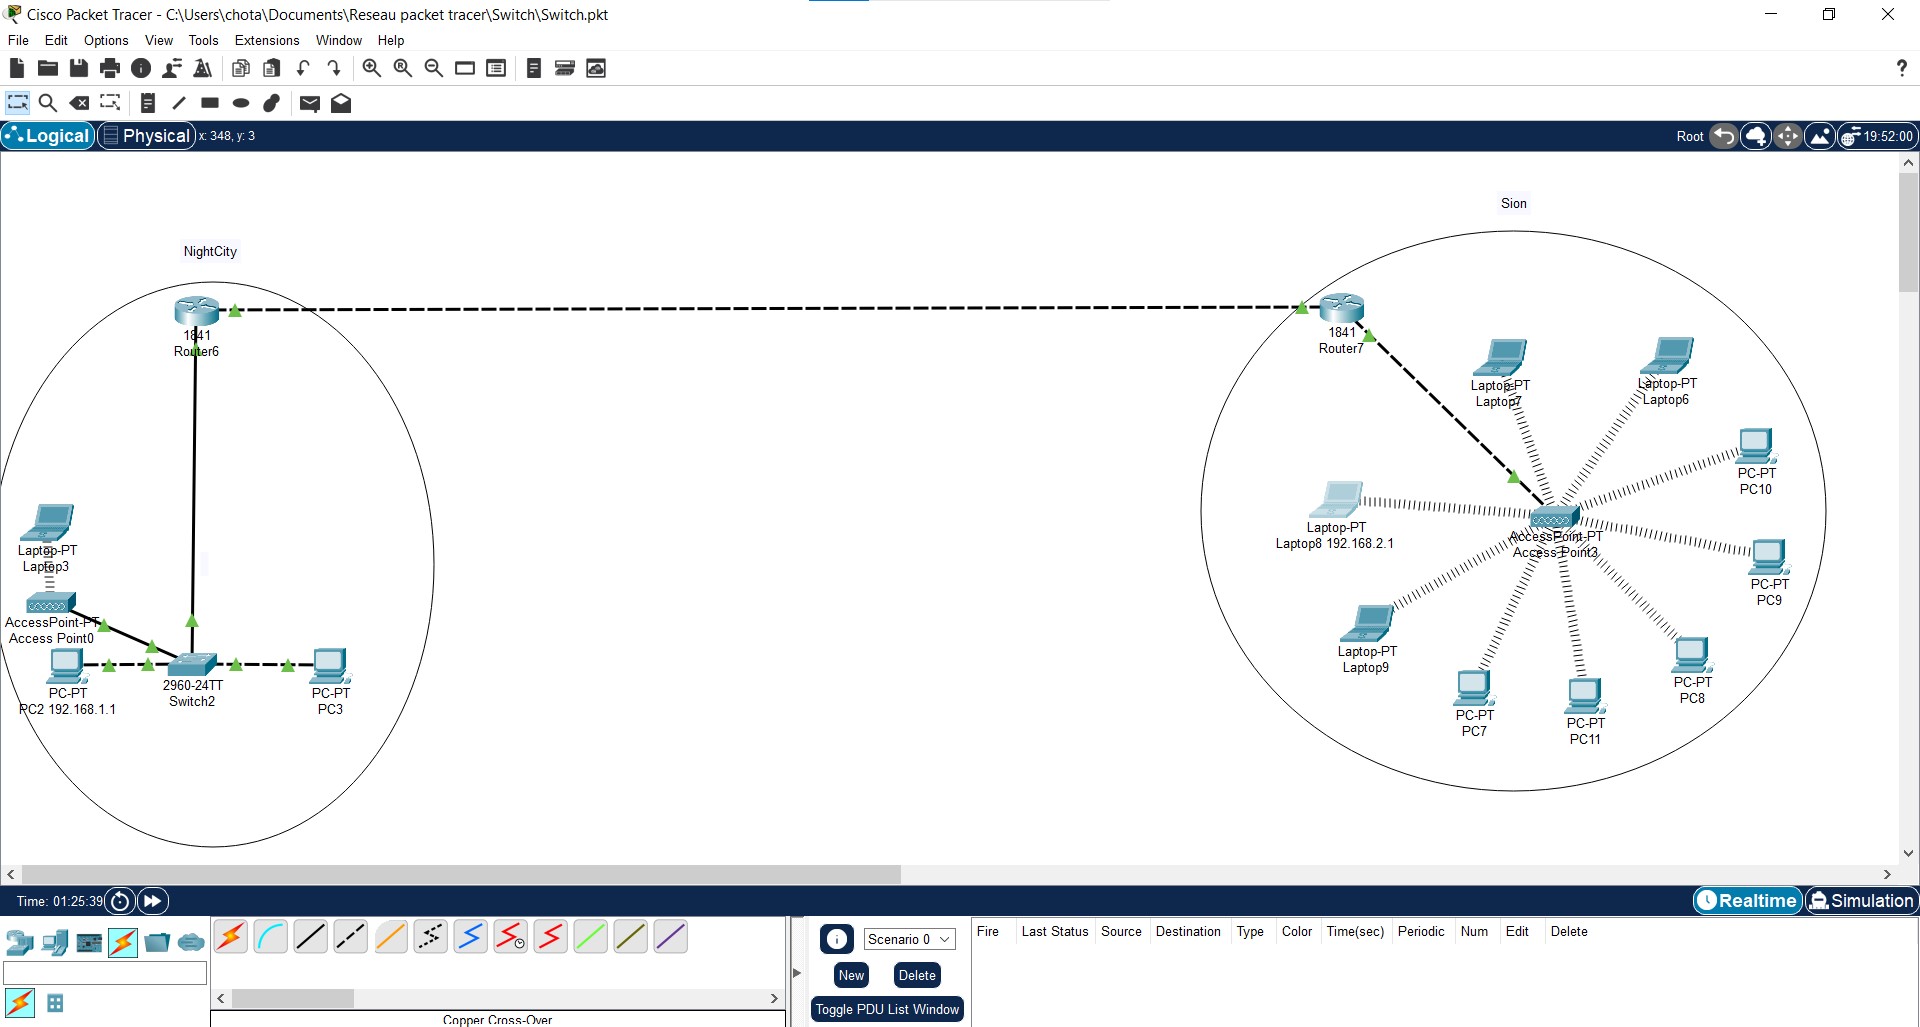 Cisco Packet Tracer - C:\Users\chota\Documents\Reseau packet tracer\Switch\Switch.pkt
File Edit Options View Tools Extensions Window Help
?
Logical Physical x: 348, y: 3 Root 19:52:00
Sion
NightCity
1841
Router6
1841
Router7
Laptop-PT
Laptop7
Laptop-PT
Laptop6
PC-PT
PC10
Laptop-PT
Laptop8 192.168.2.1
AccessPoint-PT
Access Point3
Laptop-PT
Laptop3
PC-PT
PC9
AccessPoint-PT
Access Point0
Laptop-PT
Laptop9
PC-PT
PC2 192.168.1.1
2960-24TT
Switch2
PC-PT
PC3
PC-PT
PC8
PC-PT
PC7
PC-PT
PC11
Time: 01:25:39 Realtime Simulation
Scenario 0
New Delete
Toggle PDU List Window
Fire Last Status Source Destination Type Color Time(sec) Periodic Num Edit Delete
Copper Cross-Over